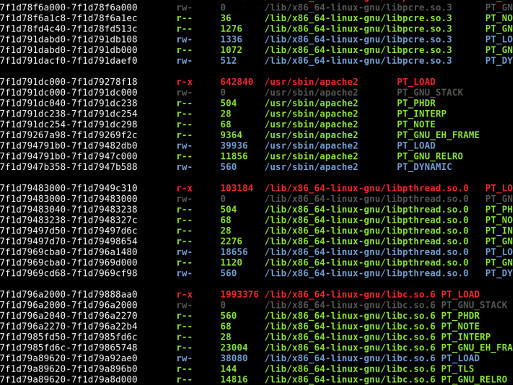 7f1d78f6a000-7f1d78f6a000 rw- 0 /lib/x86_64-linux-gnu/libpcre.so.3 PT_GN
7f1d78f6a1c8-7f1d78f6a1ec r-- 36 /lib/x86_64-linux-gnu/libpcre.so.3 PT_NO
7f1d78fd4c40-7f1d78fd513c r-- 1276 /lib/x86_64-linux-gnu/libpcre.so.3 PT_GN
7f1d791dabd0-7f1d791db108 rw- 1336 /lib/x86_64-linux-gnu/libpcre.so.3 PT_LO
7f1d791dabd0-7f1d791db000 r-- 1072 /lib/x86_64-linux-gnu/libpcre.so.3 PT_GN
7f1d791dacf0-7f1d791daef0 rw- 512 /lib/x86_64-linux-gnu/libpcre.so.3 PT_DY
7f1d791dc000-7f1d79278f18 r-x 642840 /usr/sbin/apache2 PT_LOAD
7f1d791dc000-7f1d791dc000 rw- 0 /usr/sbin/apache2 PT_GNU_STACK
7f1d791dc040-7f1d791dc238 r-- 504 /usr/sbin/apache2 PT_PHDR
7f1d791dc238-7f1d791dc254 r-- 28 /usr/sbin/apache2 PT_INTERP
7f1d791dc254-7f1d791dc298 r-- 68 /usr/sbin/apache2 PT_NOTE
7f1d79267a98-7f1d79269f2c r-- 9364 /usr/sbin/apache2 PT_GNU_EH_FRAME
7f1d794791b0-7f1d79482db0 rw- 39936 /usr/sbin/apache2 PT_LOAD
7f1d794791b0-7f1d7947c000 r-- 11856 /usr/sbin/apache2 PT_GNU_RELRO
7f1d7947b358-7f1d7947b588 rw- 560 /usr/sbin/apache2 PT_DYNAMIC
7f1d79483000-7f1d7949c310 r-x 103184 /lib/x86_64-linux-gnu/libpthread.so.0 PT_LO
7f1d79483000-7f1d79483000 rw- 0 /lib/x86_64-linux-gnu/libpthread.so.0 PT_GN
7f1d79483040-7f1d79483238 r-- 504 /lib/x86_64-linux-gnu/libpthread.so.0 PT_PH
7f1d79483238-7f1d7948327c r-- 68 /lib/x86_64-linux-gnu/libpthread.so.0 PT_NO
7f1d79497d50-7f1d79497d6c r-- 28 /lib/x86_64-linux-gnu/libpthread.so.0 PT_IN
7f1d79497d70-7f1d79498654 r-- 2276 /lib/x86_64-linux-gnu/libpthread.so.0 PT_GN
7f1d7969cba0-7f1d796a1480 rw- 18656 /lib/x86_64-linux-gnu/libpthread.so.0 PT_LO
7f1d7969cba0-7f1d7969d000 r-- 1120 /lib/x86_64-linux-gnu/libpthread.so.0 PT_GN
7f1d7969cd68-7f1d7969cf98 rw- 560 /lib/x86_64-linux-gnu/libpthread.so.0 PT_DY
7f1d796a2000-7f1d79888aa0 r-x 1993376 /lib/x86_64-linux-gnu/libc.so.6 PT_LOAD
7f1d796a2000-7f1d796a2000 rw- 0 /lib/x86_64-linux-gnu/libc.so.6 PT_GNU_STACK
7f1d796a2040-7f1d796a2270 r-- 560 /lib/x86_64-linux-gnu/libc.so.6 PT_PHDR
7f1d796a2270-7f1d796a22b4 r-- 68 /lib/x86_64-linux-gnu/libc.so.6 PT_NOTE
7f1d7985fd50-7f1d7985fd6c r-- 28 /lib/x86_64-linux-gnu/libc.so.6 PT_INTERP
7f1d7985fd6c-7f1d79865748 r-- 23004 /lib/x86_64-linux-gnu/libc.so.6 PT_GNU_EH_FRA
7f1d79a89620-7f1d79a92ae0 rw- 38080 /lib/x86_64-linux-gnu/libc.so.6 PT_LOAD
7f1d79a89620-7f1d79a896b0 r-- 144 /lib/x86_64-linux-gnu/libc.so.6 PT_TLS
7f1d79a89620-7f1d79a8d000 r-- 14816 /lib/x86_64-linux-gnu/libc.so.6 PT_GNU_RELRO